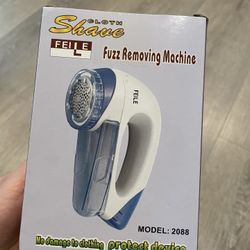 CLOTH
Shave
FEILE
Fuzz Removing Machine
FEILE
MODEL: 2088
No damage to clothing protect device